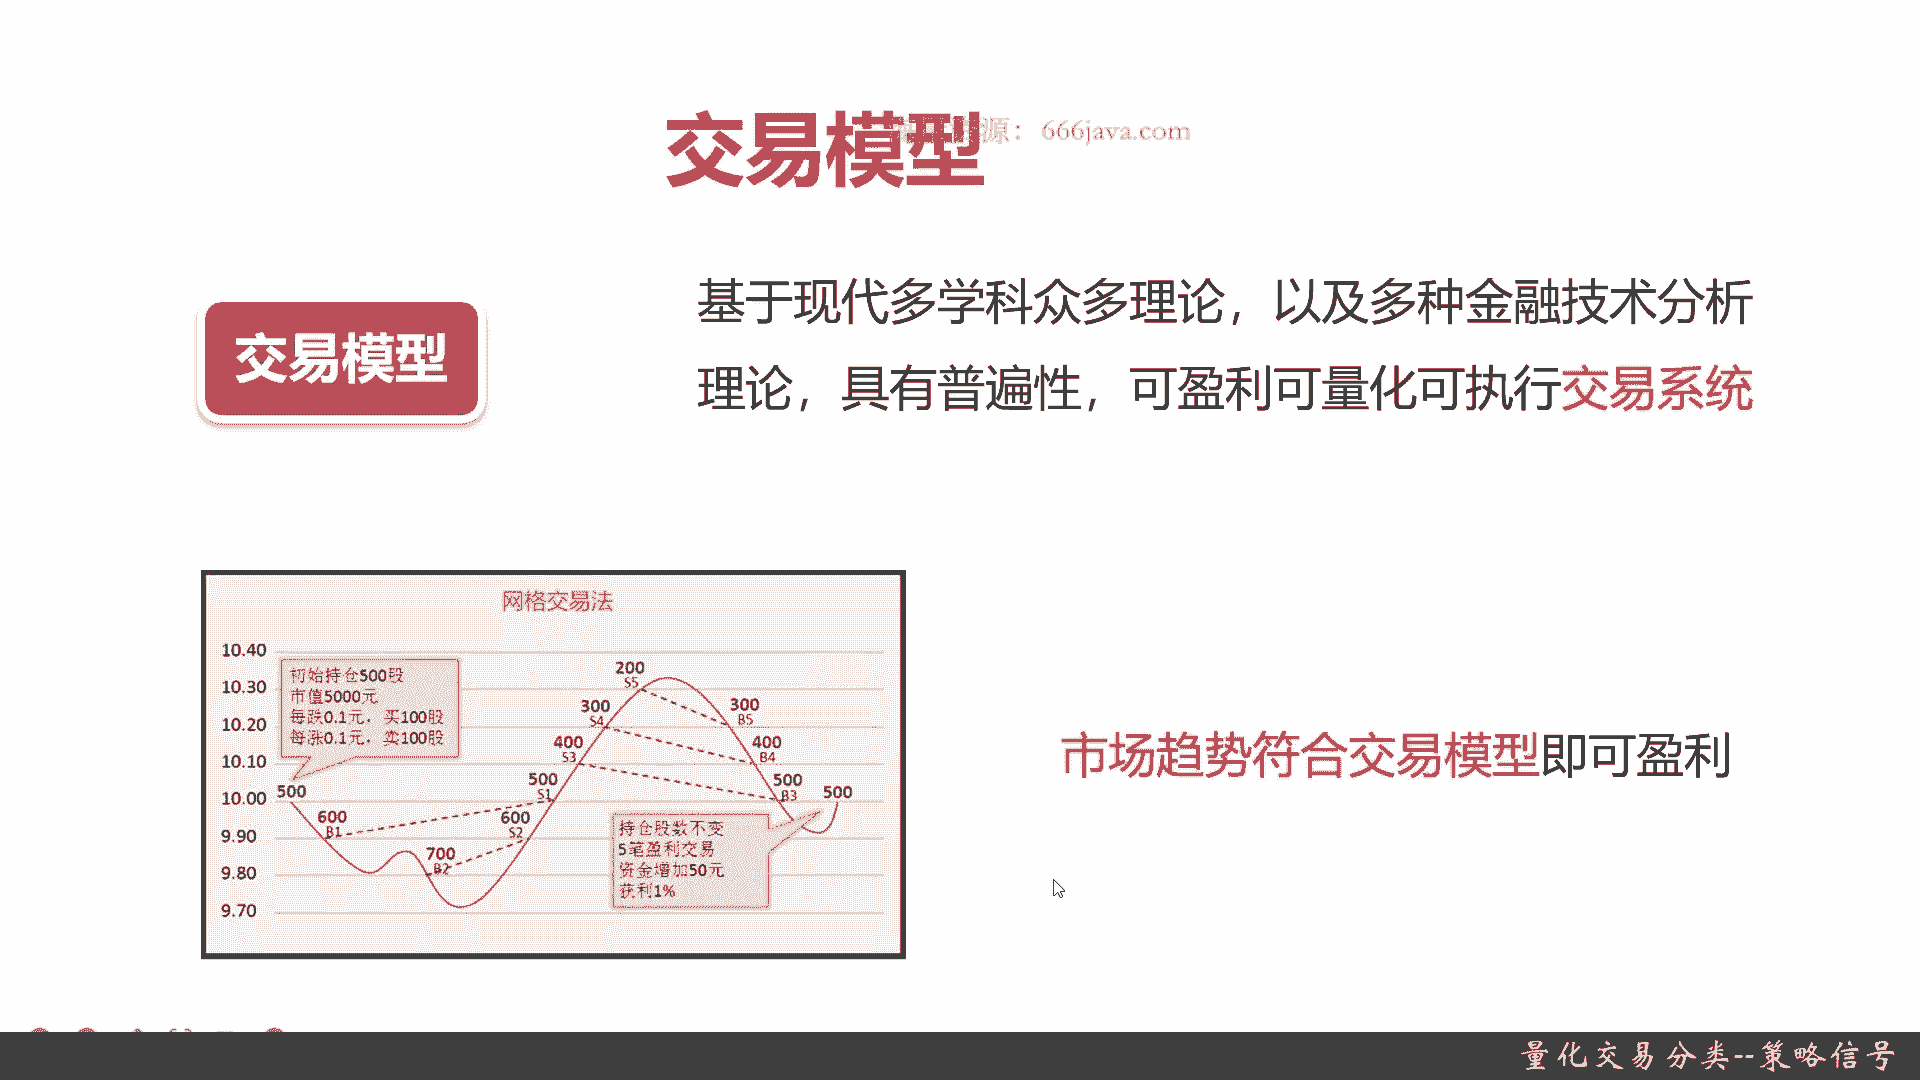 交易模型
源： 666java.com
交易模型
基于现代多学科众多理论，以及多种金融技术分析
理论，具有普遍性，可盈利可量化可执行交易系统
网格交易法
10.40
10.30
10.20
10.10
10.00
9.90
9.80
9.70
初始持仓500股
市值5000元
每跌0.1元，买100股
每涨0.1元，卖100股
500
600
B1
700
B2
500
S1
600
S2
400
S3
300
S4
200
S5
300
B5
400
B4
500
B3
500
持仓股数不变
5笔盈利交易
资金增加50元
获利1%
市场趋势符合交易模型即可盈利
量化交易分类--策略信号